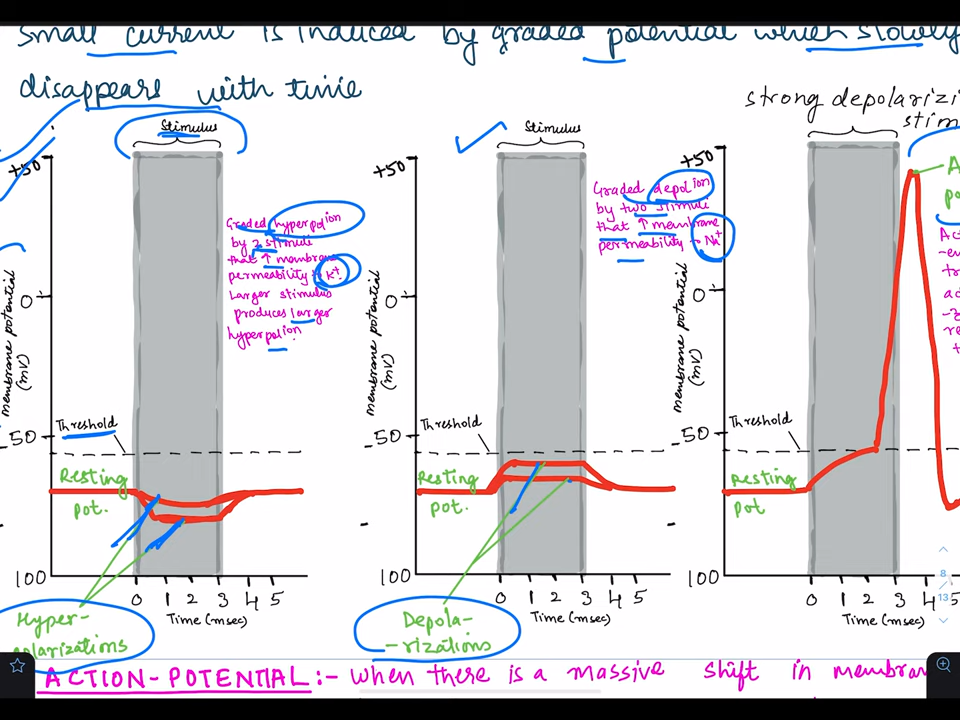 small current is induced by graded potential which slowly
disappears with time
strong depolarizi
stim
Stimulus
Stimulus
+50
+50
+50
Graded hyperpolⁿion
by 2 stimuli
that ↑ membrane
permeability to K+.
Larger stimulus
produces larger
hyperpolion
Graded depolion
by two stimuli
that ↑ membrane
permeability to Na+
membrane potential
(mV)
membrane potential
(mV)
membrane potential
(mV)
0
0
0
-50
-50
-50
Threshold
Threshold
Threshold
Resting
pot.
Resting
pot.
Resting
pot
100
100
100
0 1 2 3 4 5
0 1 2 3 4 5
0 1 2 3 4 5
Time (msec)
Time (msec)
Time (msec)
Hyper-
polarizations
Depola-
-rizations
8
13
ACTION-POTENTIAL :- when there is a massive shift in membran